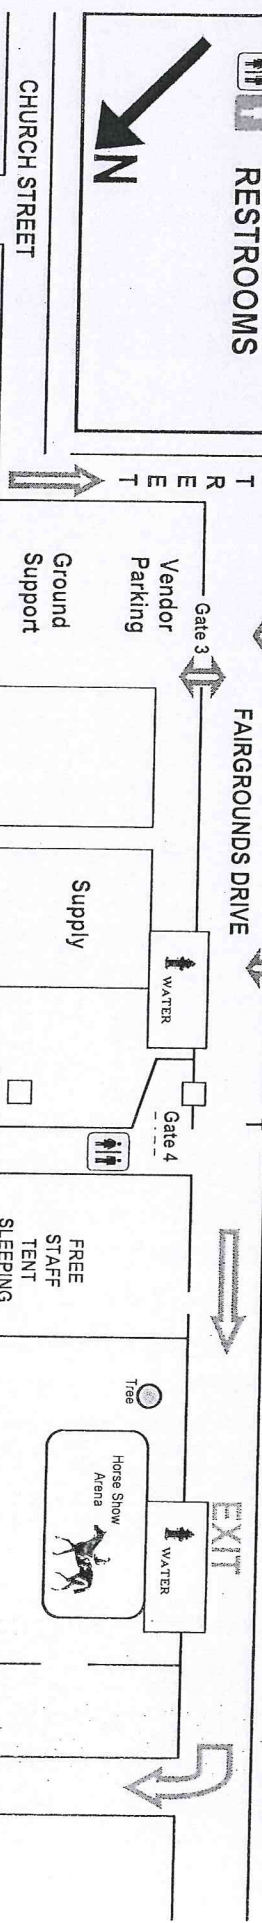 RESTROOMS
N
CHURCH STREET
T
R
E
E
T
Gate 3
Vendor
Parking
Ground
Support
FAIRGROUNDS DRIVE
Supply
WATER
Gate 4
FREE
STAFF
TENT
SLEEPING
Tree
Horse Show
Arena
WATER
EXIT